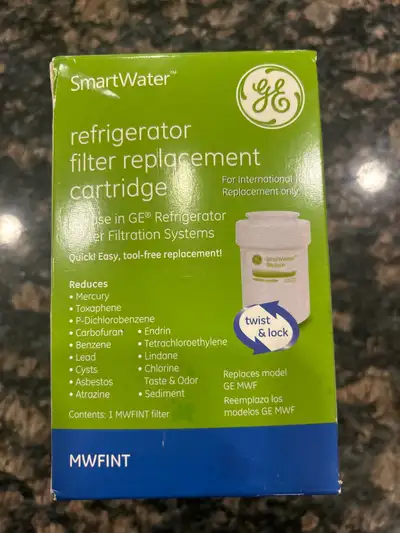 SmartWater™
GE
refrigerator
filter replacement
cartridge
For International
Replacement only
use in GE® Refrigerator
Filtration Systems
Quick! Easy, tool-free replacement!
GE
SmartWater™
twist
& lock
Reduces
• Mercury
• Toxaphene
• P-Dichlorobenzene
• Carbofuran
• Benzene
• Lead
• Cysts
• Asbestos
• Atrazine
• Endrin
• Tetrachloroethylene
• Lindane
• Chlorine
Taste & Odor
• Sediment
Contents: 1 MWFINT filter
Replaces model
GE MWF
Reemplaza los
modelos GE MWF
MWFINT